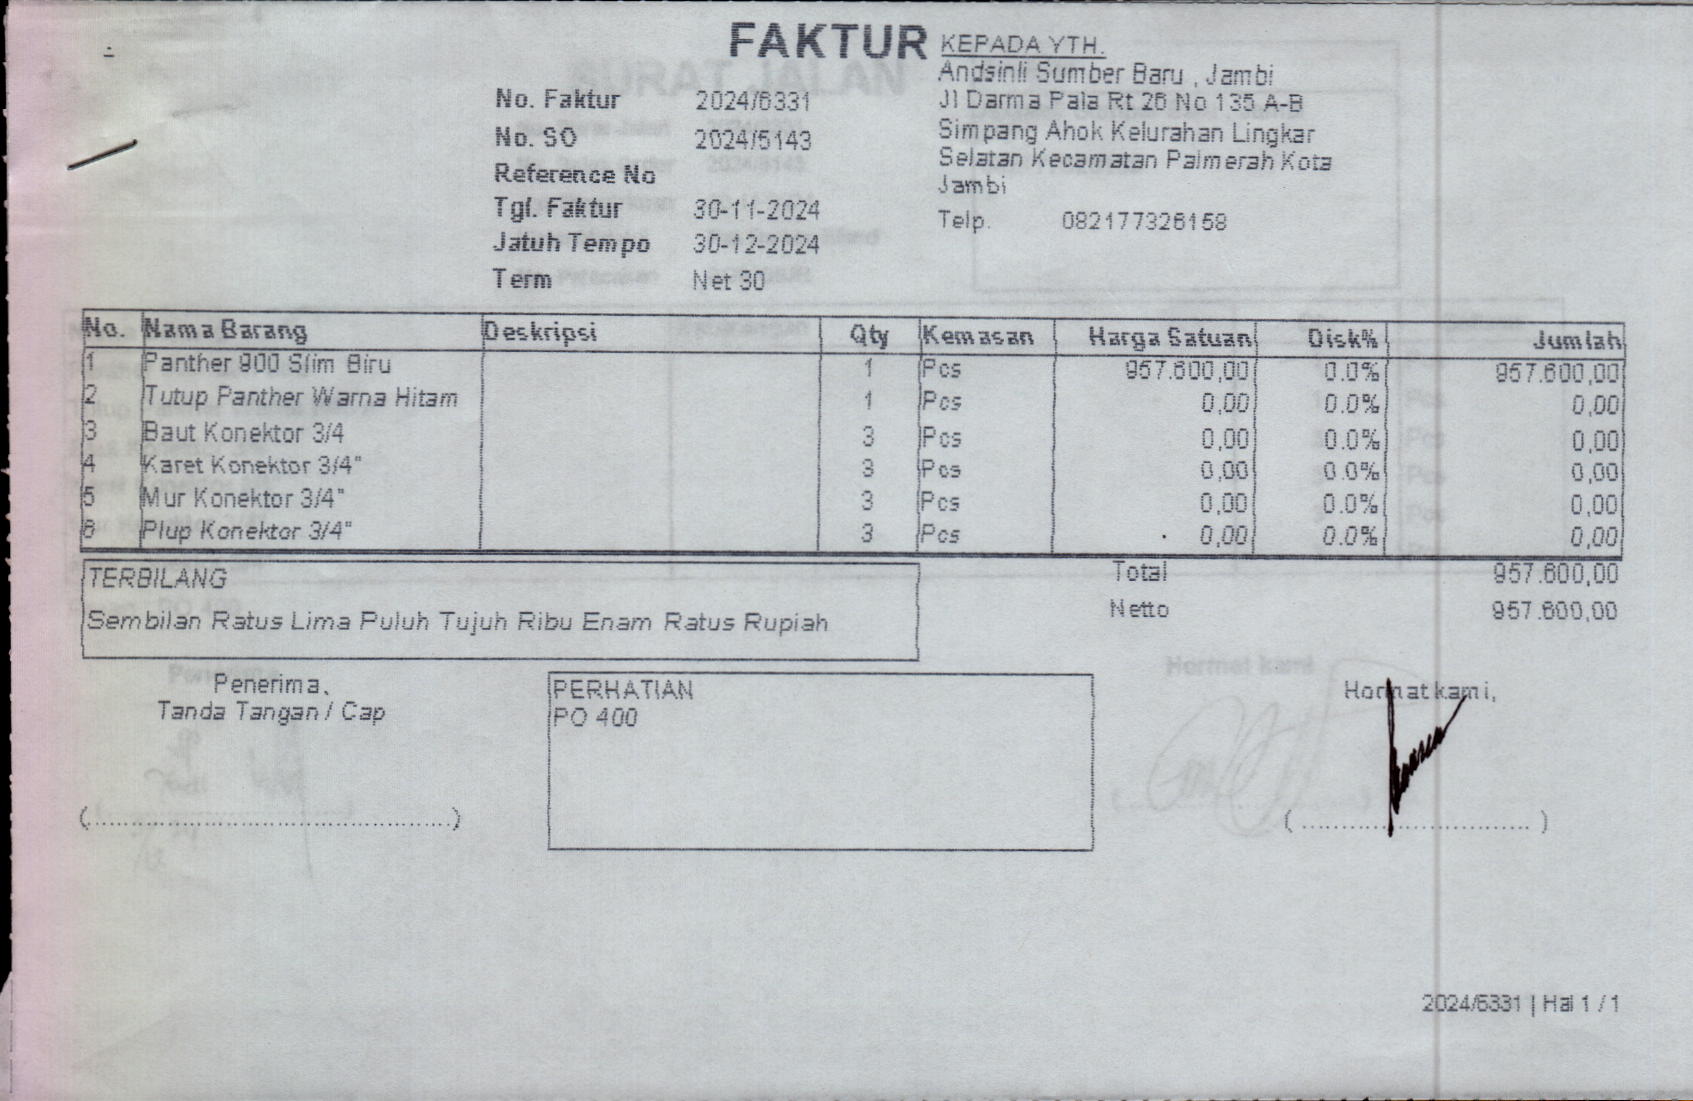 FAKTUR
No. Faktur 2024/6331
No. SO 2024/5143
Reference No
Tgl. Faktur 30-11-2024
Jatuh Tempo 30-12-2024
Term Net 30
KEPADA YTH.
Andsinli Sumber Baru , Jambi
Jl Darma Pala Rt 26 No 135 A-B
Simpang Ahok Kelurahan Lingkar
Selatan Kecamatan Palmerah Kota
Jambi
Telp. 082177326158
No. Nama Barang Deskripsi Qty Kemasan Harga Satuan Disk% Jumlah
1 Panther 900 Slim Biru 1 Pcs 957.600,00 0.0% 957.600,00
2 Tutup Panther Warna Hitam 1 Pcs 0,00 0.0% 0,00
3 Baut Konektor 3/4 3 Pcs 0,00 0.0% 0,00
4 Karet Konektor 3/4" 3 Pcs 0,00 0.0% 0,00
5 Mur Konektor 3/4" 3 Pcs 0,00 0.0% 0,00
6 Plup Konektor 3/4" 3 Pcs 0,00 0.0% 0,00
TERBILANG
Sembilan Ratus Lima Puluh Tujuh Ribu Enam Ratus Rupiah
Total 957.600,00
Netto 957.600,00
Penerima,
Tanda Tangan / Cap
PERHATIAN
PO 400
Hormat kami,
2024/6331 | Hal 1 / 1